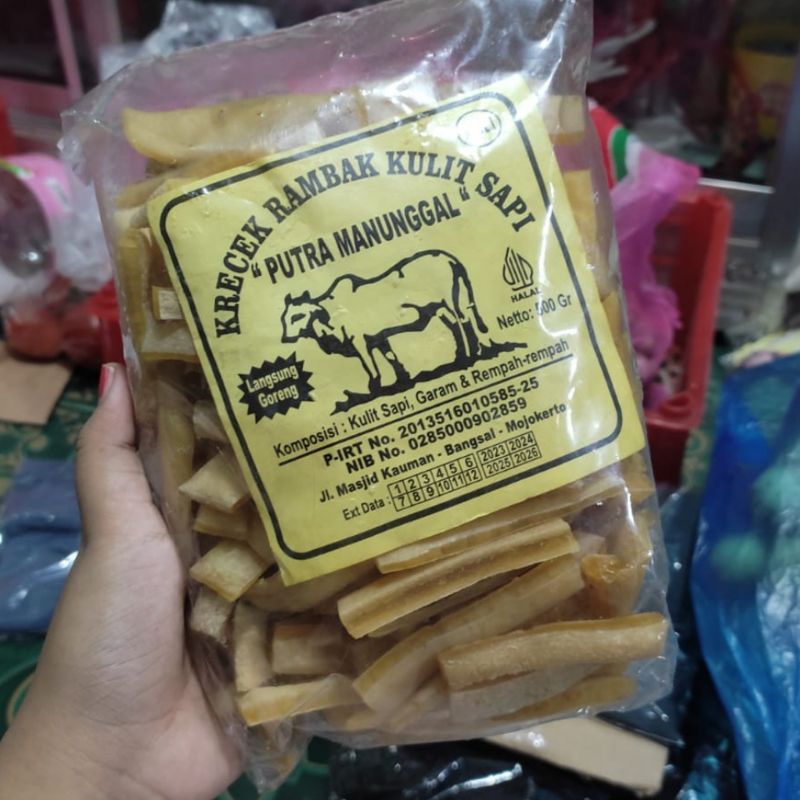 KRECEK RAMBAK KULIT SAPI
" PUTRA MANUNGGAL "
HALAL
Netto: 500 Gr
Langsung
Goreng
Komposisi : Kulit Sapi, Garam & Rempah-rempah
P-IRT No. 2013516010585-25
NIB No. 0285000902859
Jl. Masjid Kauman - Bangsal - Mojokerto
Ext.Data : 1 2 3 4 5 6 2023 2024
7 8 9 10 11 12 2025 2026